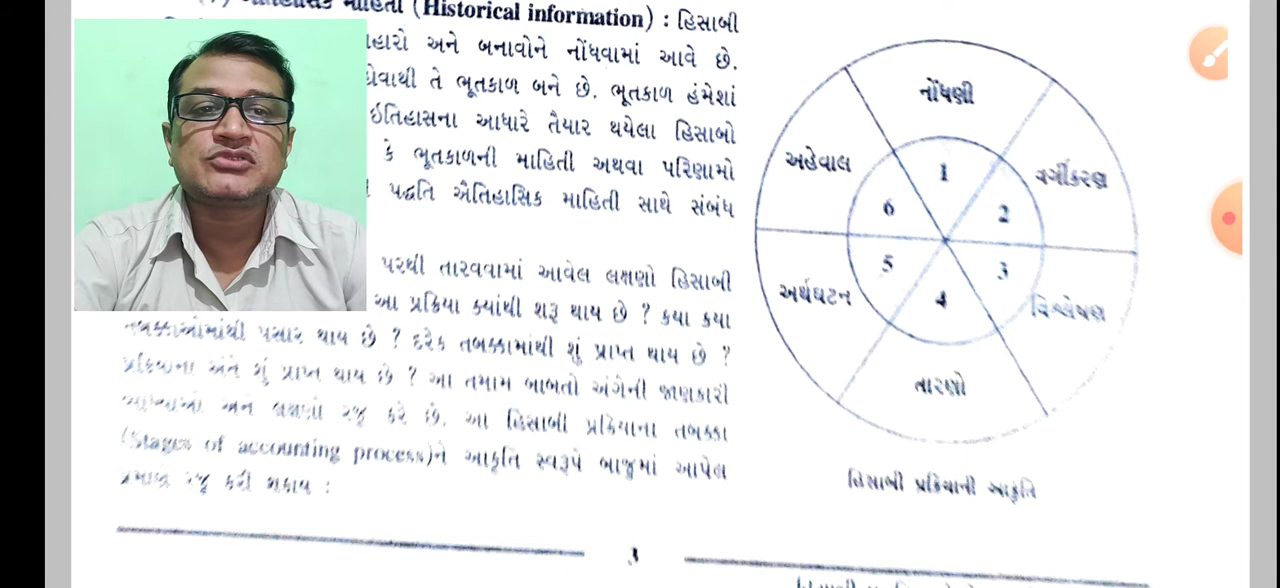 માહિતી (Historical information) : હિસાબી
અને બનાવોને નોંધવામાં આવે છે.
તે ભૂતકાળ બને છે. ભૂતકાળ હંમેશાં
ઇતિહાસના આધારે તૈયાર થયેલા હિસાબો
કે ભૂતકાળની માહિતી અથવા પરિણામો
પદ્ધતિ ઐતિહાસિક માહિતી સાથે સંબંધ
પરથી તારવવામાં આવેલ લક્ષણો હિસાબી
આ પ્રક્રિયા ક્યાંથી શરૂ થાય છે ? કયા કયા
તબક્કાઓમાંથી પસાર થાય છે ? દરેક તબક્કામાંથી શું પ્રાપ્ત થાય છે ?
પ્રક્રિયાના અંતે શું પ્રાપ્ત થાય છે ? આ તમામ બાબતો અંગેની જાણકારી
વ્યાખ્યાઓ અને લક્ષણો રજૂ કરે છે. આ હિસાબી પ્રક્રિયાના તબક્કા
(Stages of accounting process)ને આકૃતિ સ્વરૂપે બાજુમાં આપેલ
પ્રમાણે રજૂ કરી શકાય :
નોંધણી
1
વર્ગીકરણ
2
વિશ્લેષણ
3
તારણો
4
અર્થઘટન
5
અહેવાલ
6
હિસાબી પ્રક્રિયાની આકૃતિ
3